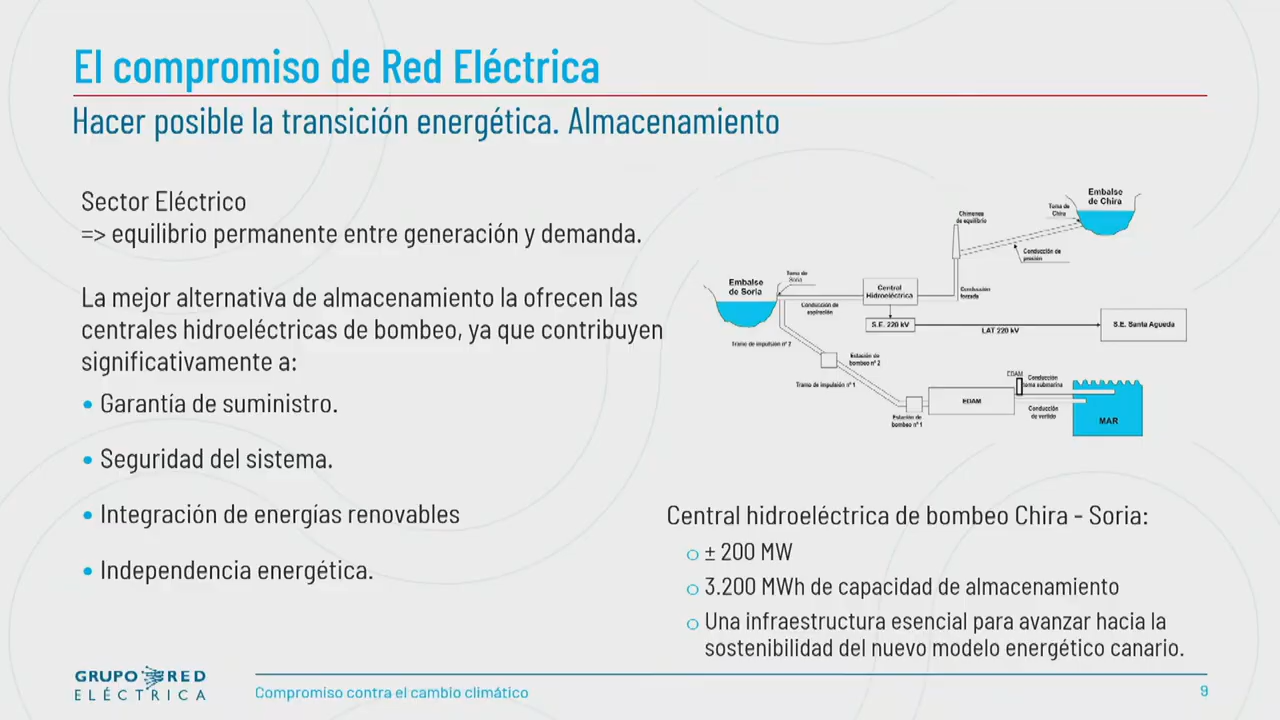 El compromiso de Red Eléctrica
Hacer posible la transición energética. Almacenamiento
Sector Eléctrico
=> equilibrio permanente entre generación y demanda.
La mejor alternativa de almacenamiento la ofrecen las
centrales hidroeléctricas de bombeo, ya que contribuyen
significativamente a:
• Garantía de suministro.
• Seguridad del sistema.
• Integración de energías renovables
• Independencia energética.
Embalse
de Chira
Toma de
Chira
Chimenea
de equilibrio
Conducción de
presión
Embalse
de Soria
Toma de
Soria
Central
Hidroeléctrica
Conducción
forzada
Conducción de
aspiración
S.E. 220 kV
LAT 220 kV
S.E. Santa Agueda
Tramo de impulsión nº 2
Estación de
bombeo nº 2
Tramo de impulsión nº 1
Estación de
bombeo nº 1
EDAM
EDAM
Conducción
toma submarina
Conducción
de vertido
MAR
Central hidroeléctrica de bombeo Chira - Soria:
o ± 200 MW
o 3.200 MWh de capacidad de almacenamiento
o Una infraestructura esencial para avanzar hacia la
sostenibilidad del nuevo modelo energético canario.
GRUPO RED
ELÉCTRICA
Compromiso contra el cambio climático
9